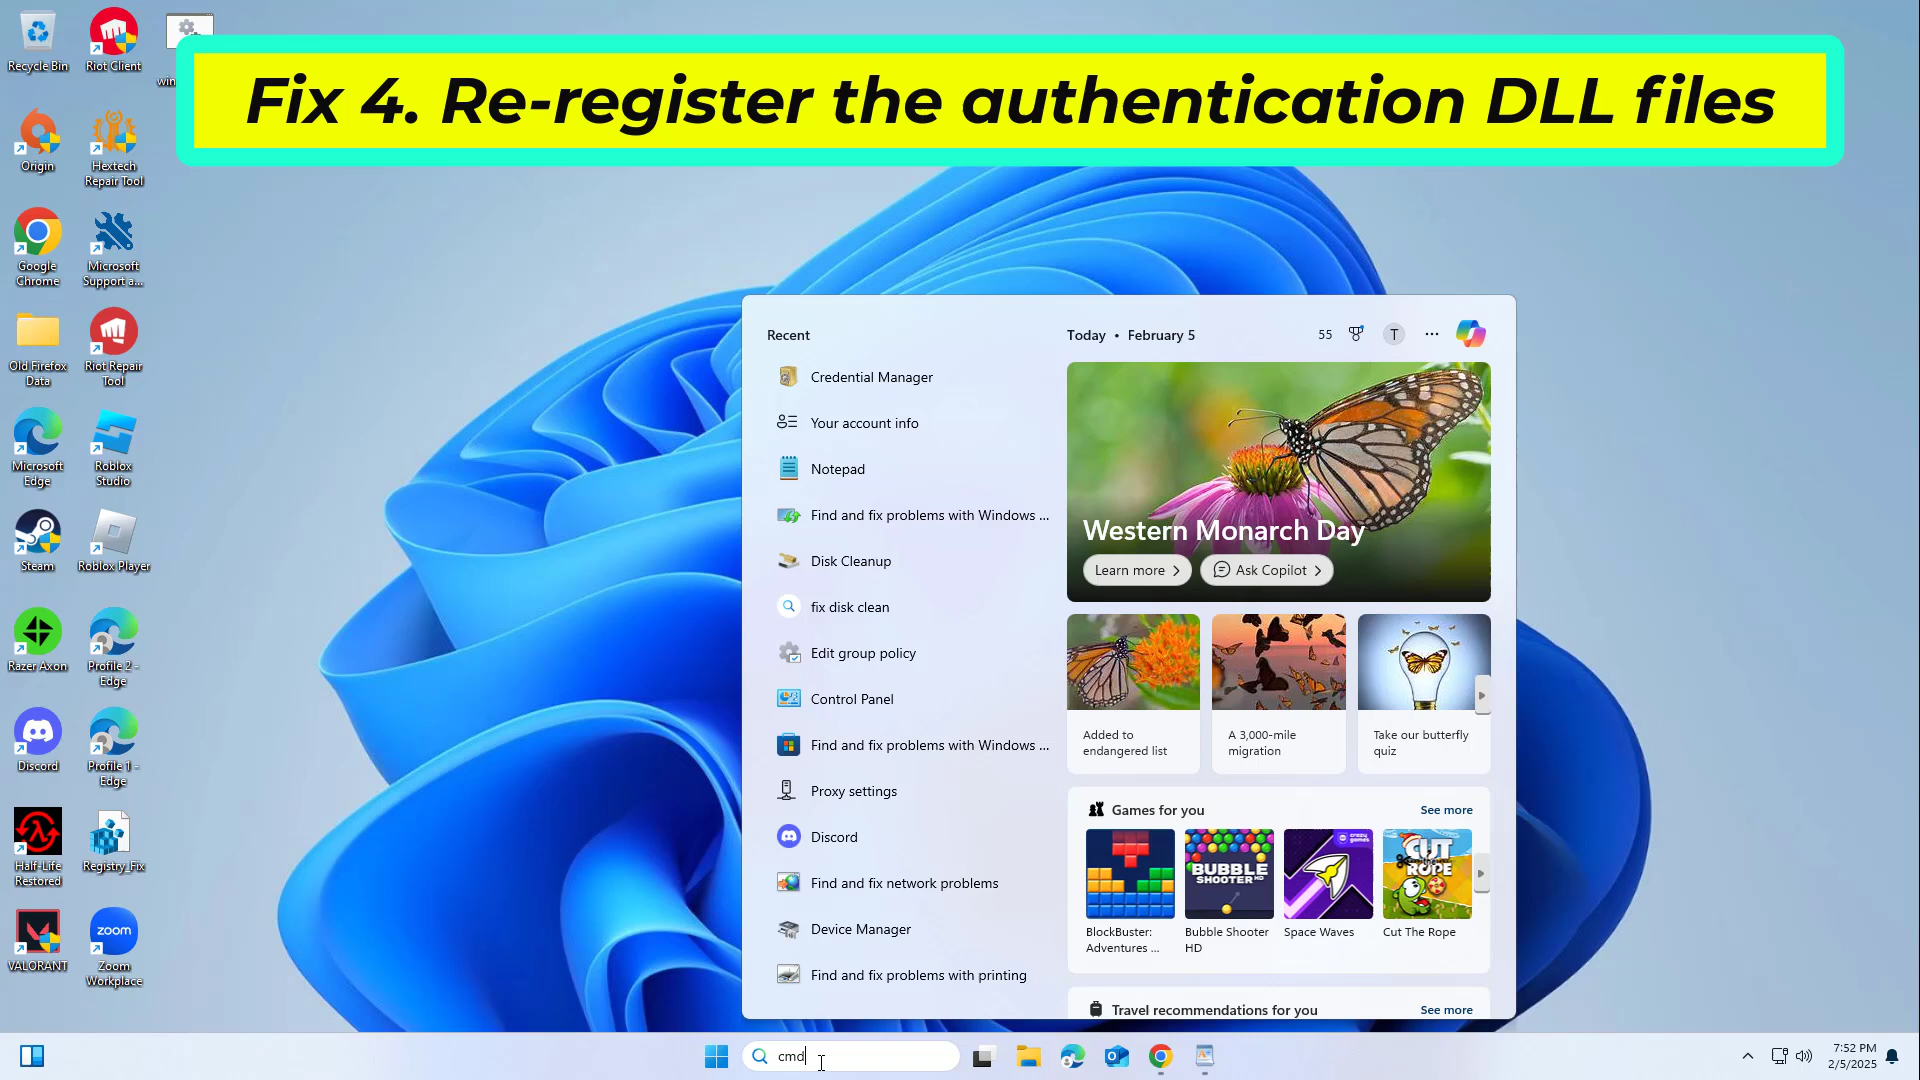 Fix 4. Re-register the authentication DLL files
Recycle Bin
Riot Client
win
Origin
Hextech
Repair Tool
Google
Chrome
Microsoft
Support a...
Old Firefox
Data
Riot Repair
Tool
Microsoft
Edge
Roblox
Studio
Steam
Roblox Player
Razer Axon
Profile 2 -
Edge
Discord
Profile 1 -
Edge
Half-Life
Restored
Registry_Fix
VALORANT
zoom
Zoom
Workplace
Recent
Credential Manager
Your account info
Notepad
Find and fix problems with Windows ...
Disk Cleanup
fix disk clean
Edit group policy
Control Panel
Find and fix problems with Windows ...
Proxy settings
Discord
Find and fix network problems
Device Manager
Find and fix problems with printing
Today • February 5
55
T
Western Monarch Day
Learn more
Ask Copilot
Added to
endangered list
A 3,000-mile
migration
Take our butterfly
quiz
Games for you
See more
BUBBLE
SHOOTER HD
CUT
THE
ROPE
BlockBuster:
Adventures ...
Bubble Shooter
HD
Space Waves
Cut The Rope
Travel recommendations for you
See more
cmd
7:52 PM
2/5/2025